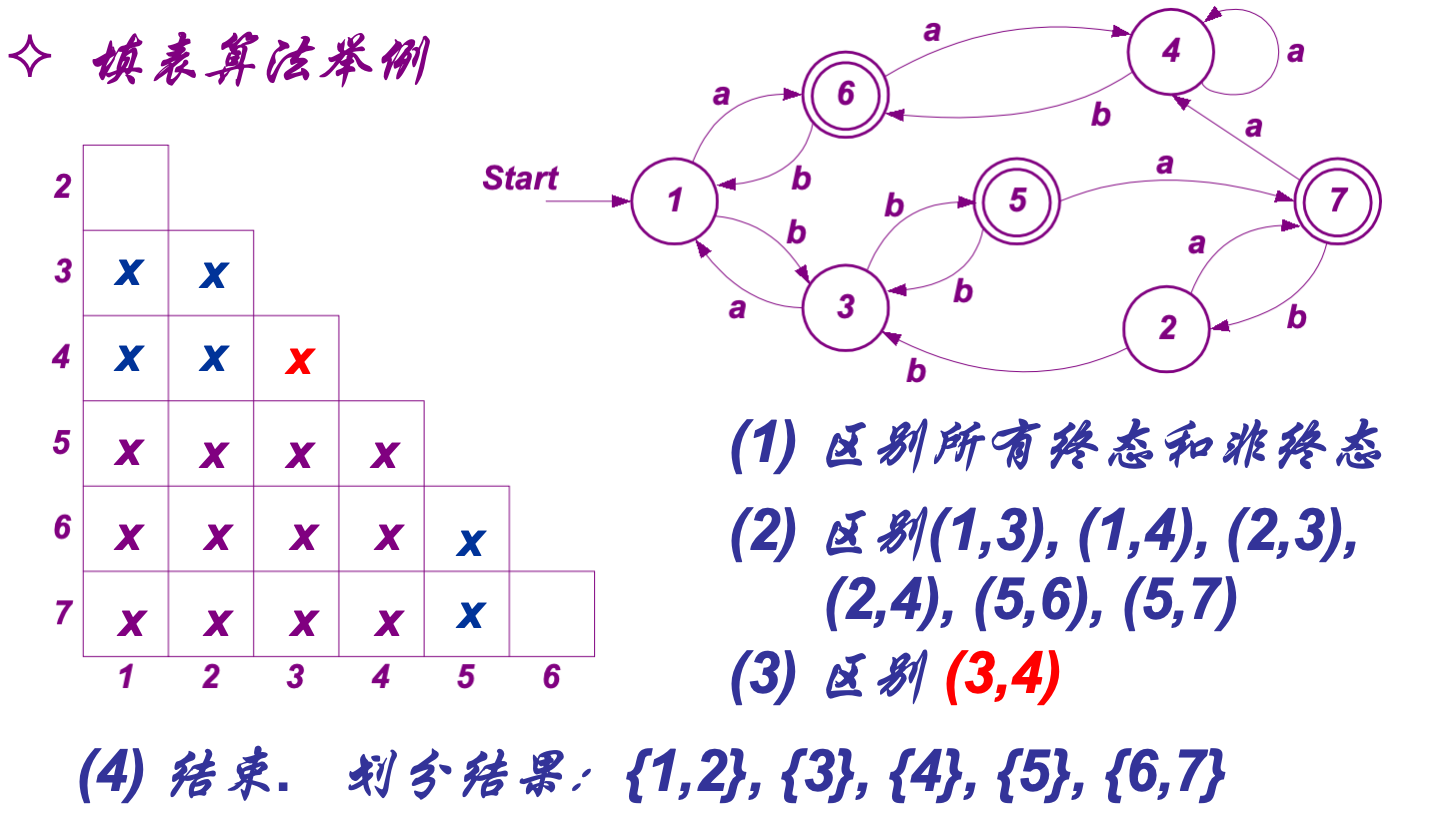 ✧ 填表算法举例
2
3 x x
4 x x x
5 x x x x
6 x x x x x
7 x x x x x
1 2 3 4 5 6
Start
1
6
4
5
7
3
2
a
b
a
b
a
a
b
a
b
b
a
a
b
b
(1) 区别所有终态和非终态
(2) 区别(1,3), (1,4), (2,3),
(2,4), (5,6), (5,7)
(3) 区别 (3,4)
(4) 结束. 划分结果：{1,2}, {3}, {4}, {5}, {6,7}